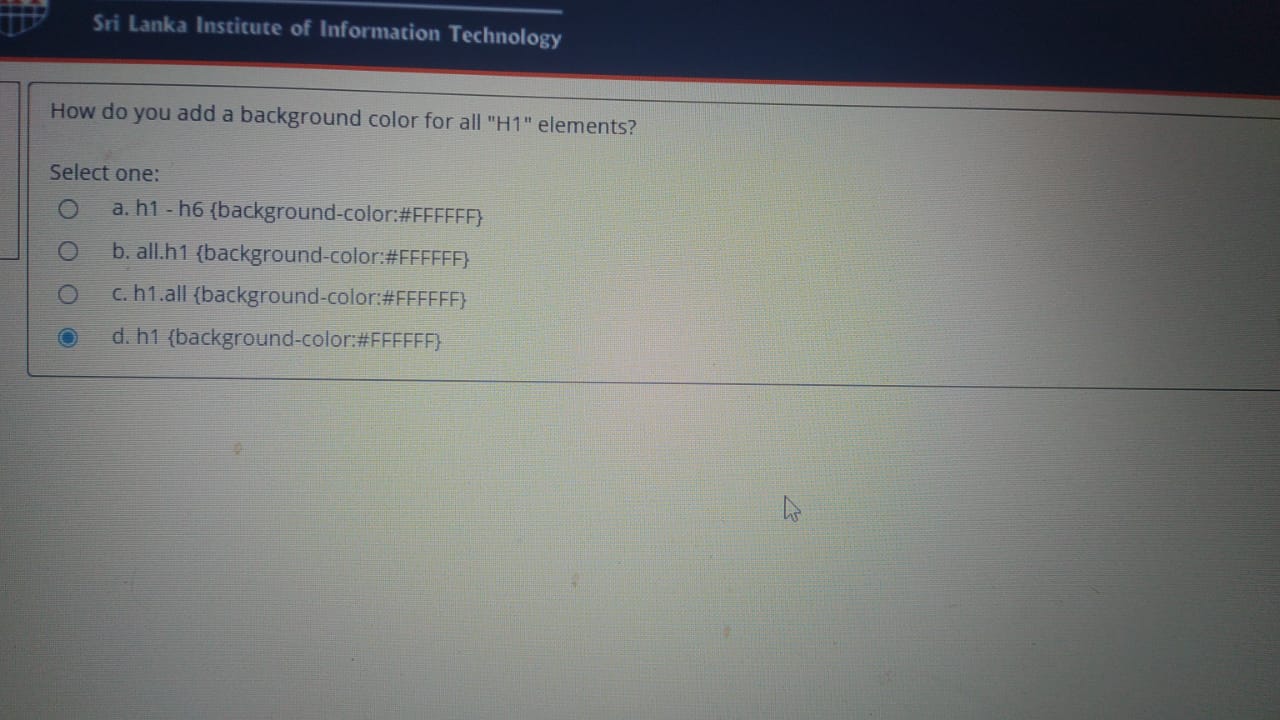 Sri Lanka Institute of Information Technology
How do you add a background color for all "H1" elements?
Select one:
a. h1 - h6 {background-color:#FFFFFF}
b. all.h1 {background-color:#FFFFFF}
c. h1.all {background-color:#FFFFFF}
d. h1 {background-color:#FFFFFF}